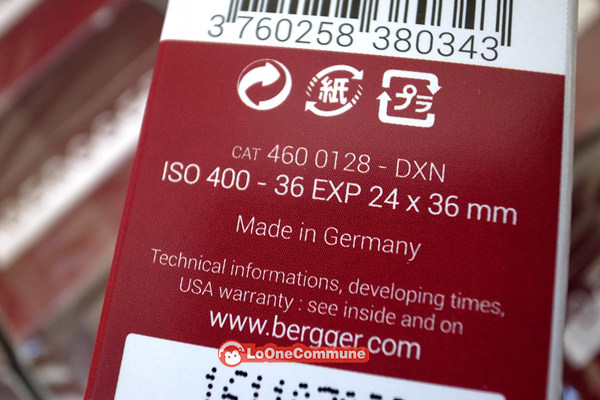 3 760258 380343
紙
プラ
CAT 460 0128 - DXN
ISO 400 - 36 EXP 24 x 36 mm
Made in Germany
Technical informations, developing times,
USA warranty : see inside and on
www.bergger.com
LoOneCommune